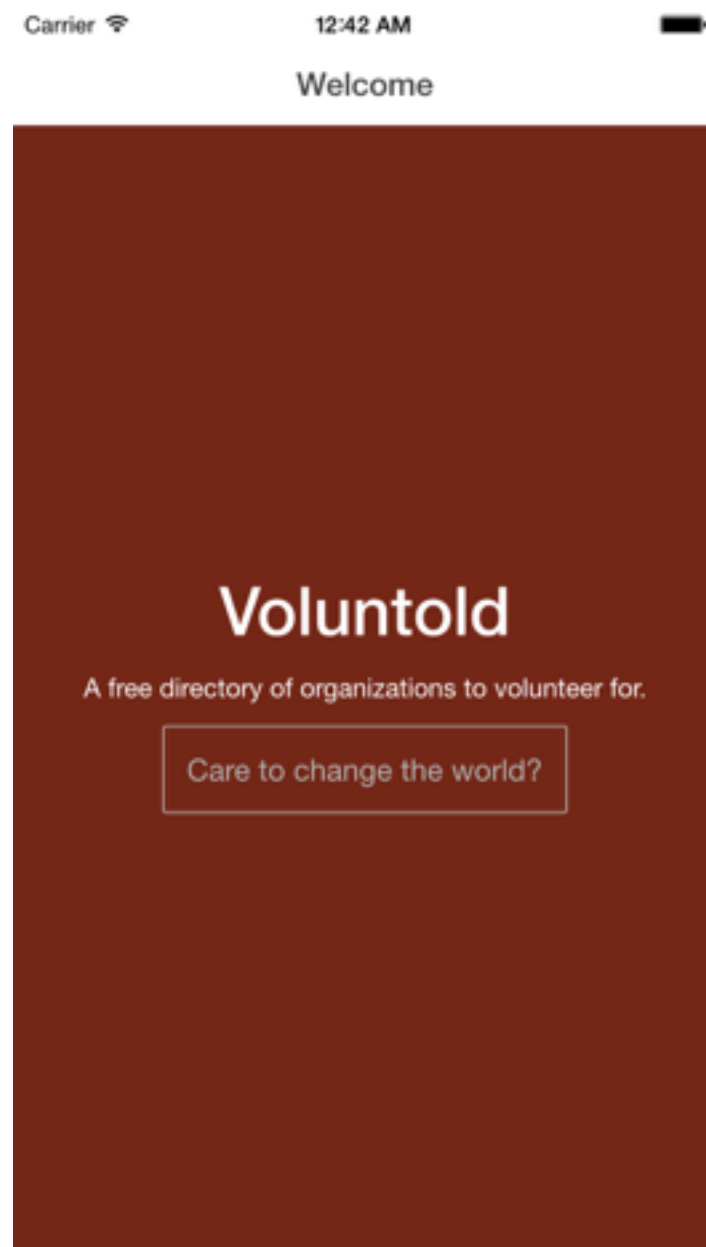 Carrier 12:42 AM
Welcome
Voluntold
A free directory of organizations to volunteer for.
Care to change the world?